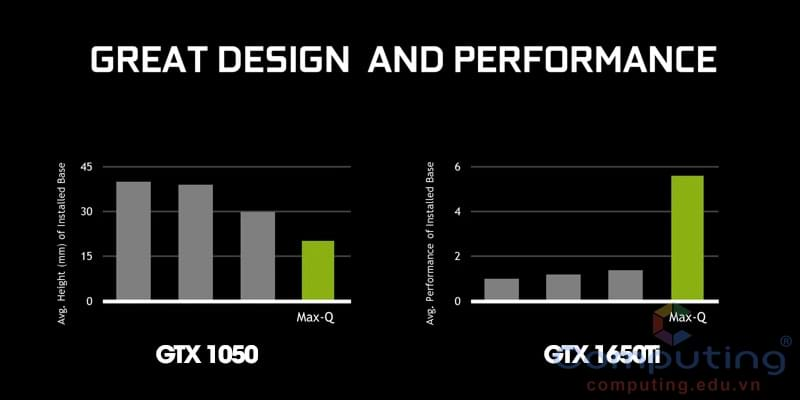 GREAT DESIGN AND PERFORMANCE
Avg. Height (mm) of Installed Base
45
30
15
0
Max-Q
GTX 1050
Avg. Performance of Installed Base
6
4
2
0
Max-Q
GTX 1650Ti
Computing®
computing.edu.vn